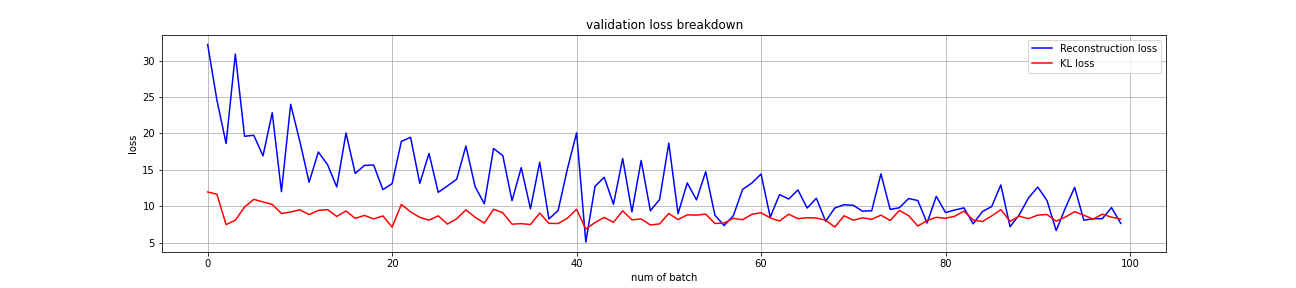 validation loss breakdown
Reconstruction loss
KL loss
30
25
20
15
10
5
loss
0
20
40
60
80
100
num of batch